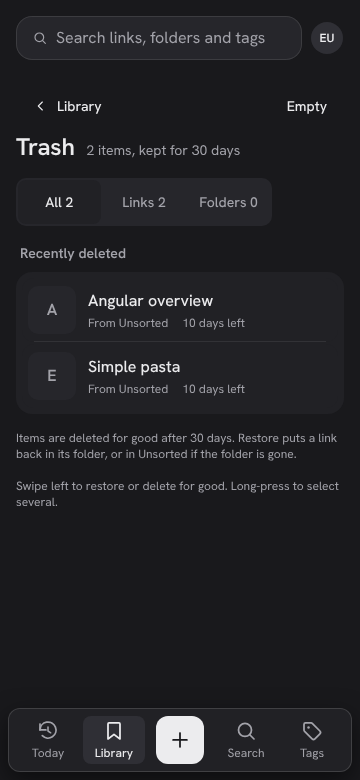 Search links, folders and tags
EU
Library
Empty
Trash 2 items, kept for 30 days
All 2
Links 2
Folders 0
Recently deleted
A
Angular overview
From Unsorted 10 days left
E
Simple pasta
From Unsorted 10 days left
Items are deleted for good after 30 days. Restore puts a link
back in its folder, or in Unsorted if the folder is gone.
Swipe left to restore or delete for good. Long-press to select
several.
Today
Library
Search
Tags